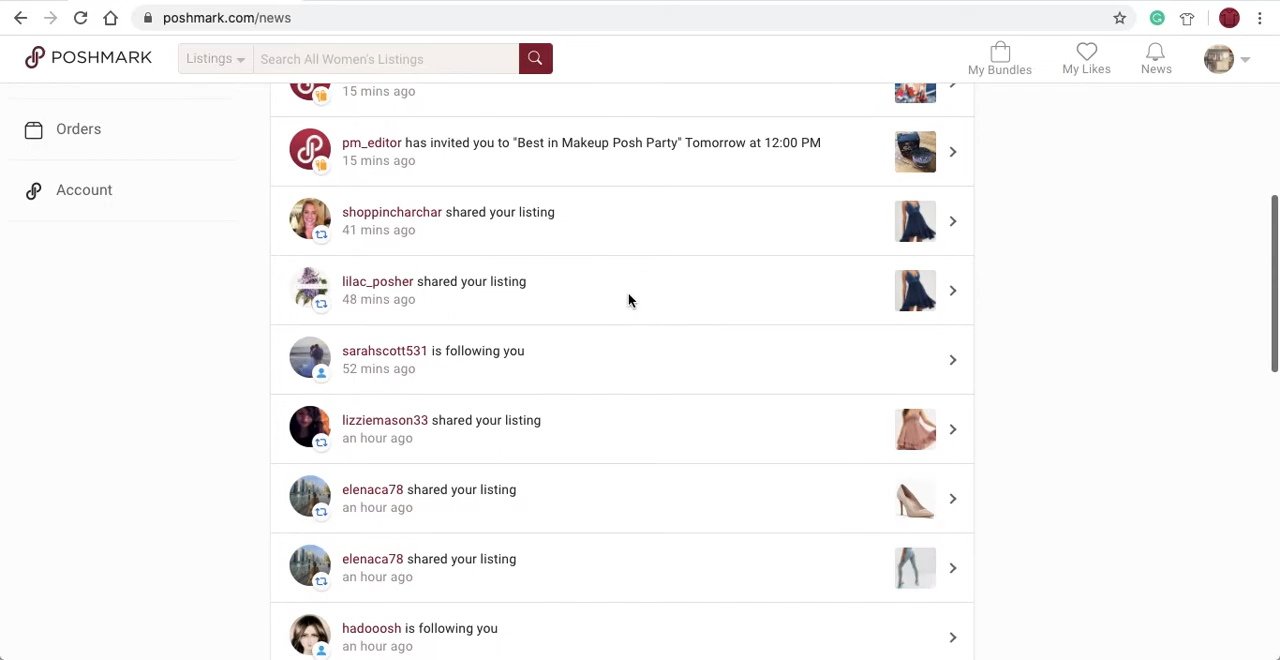 poshmark.com/news
POSHMARK
Listings
Search All Women's Listings
My Bundles
My Likes
News
Orders
Account
15 mins ago
pm_editor has invited you to "Best in Makeup Posh Party" Tomorrow at 12:00 PM
15 mins ago
shoppincharchar shared your listing
41 mins ago
lilac_posher shared your listing
48 mins ago
sarahscott531 is following you
52 mins ago
lizziemason33 shared your listing
an hour ago
elenaca78 shared your listing
an hour ago
elenaca78 shared your listing
an hour ago
hadooosh is following you
an hour ago